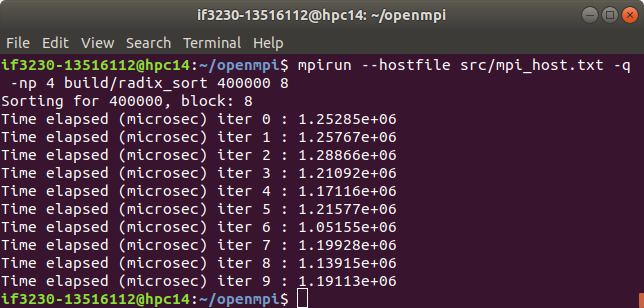 if3230-13516112@hpc14: ~/openmpi
File Edit View Search Terminal Help
if3230-13516112@hpc14:~/openmpi$ mpirun --hostfile src/mpi_host.txt -q
 -np 4 build/radix_sort 400000 8
Sorting for 400000, block: 8
Time elapsed (microsec) iter 0 : 1.25285e+06
Time elapsed (microsec) iter 1 : 1.25767e+06
Time elapsed (microsec) iter 2 : 1.28866e+06
Time elapsed (microsec) iter 3 : 1.21092e+06
Time elapsed (microsec) iter 4 : 1.17116e+06
Time elapsed (microsec) iter 5 : 1.21577e+06
Time elapsed (microsec) iter 6 : 1.05155e+06
Time elapsed (microsec) iter 7 : 1.19928e+06
Time elapsed (microsec) iter 8 : 1.13915e+06
Time elapsed (microsec) iter 9 : 1.19113e+06
if3230-13516112@hpc14:~/openmpi$